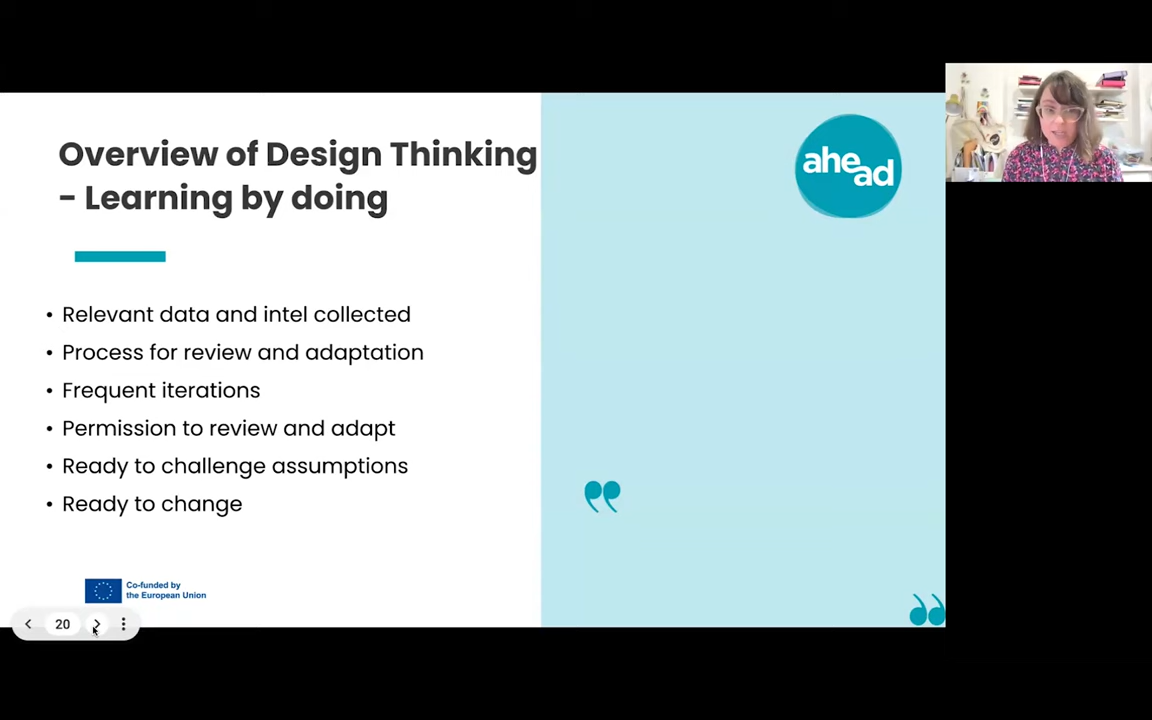 Overview of Design Thinking
- Learning by doing
ahead
• Relevant data and intel collected
• Process for review and adaptation
• Frequent iterations
• Permission to review and adapt
• Ready to challenge assumptions
• Ready to change
”
“
Co-funded by
the European Union
20